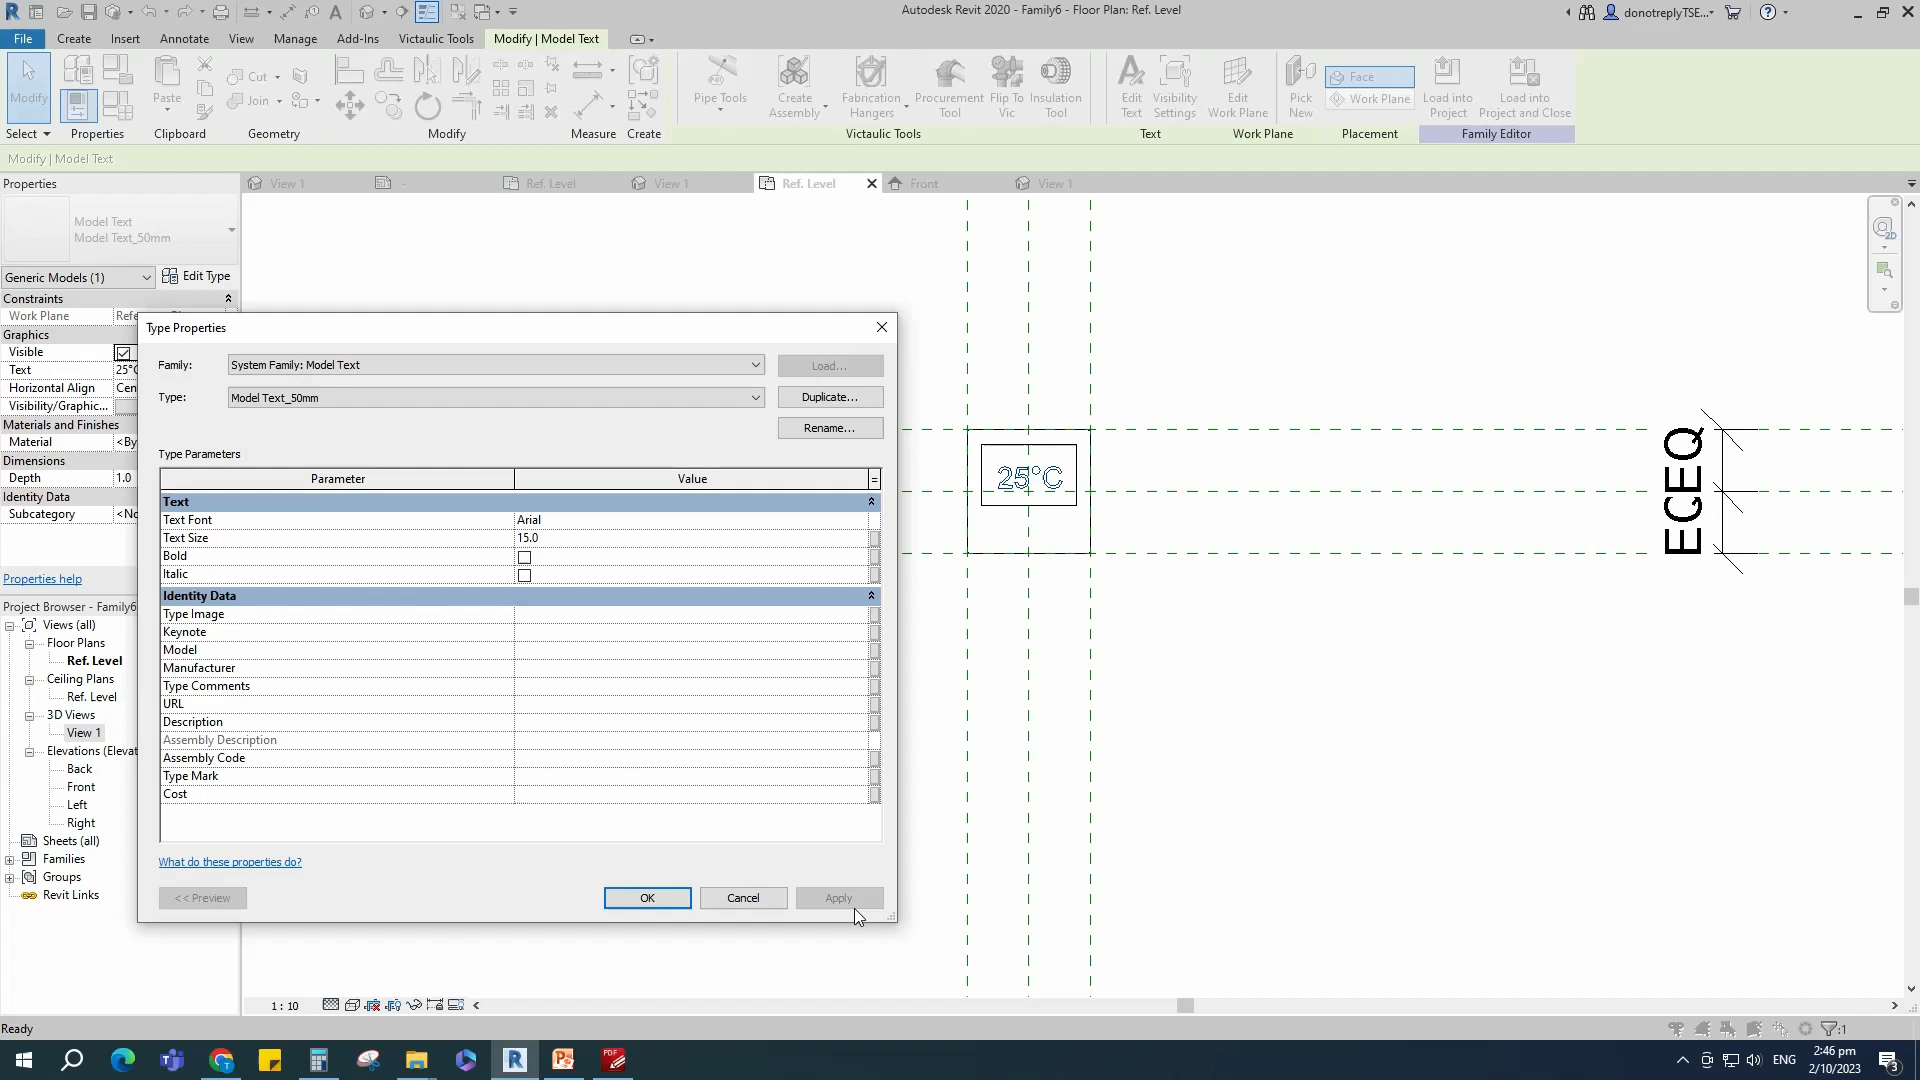 Autodesk Revit 2020 - Family6 - Floor Plan: Ref. Level
donotreplyTSE...
File Create Insert Annotate View Manage Add-Ins Victaulic Tools Modify | Model Text
Modify
Paste
Cut
Join
Pipe Tools
Create Assembly
Fabrication Hangers
Procurement Tool
Flip To Vic
Insulation Tool
Edit Text
Visibility Settings
Edit Work Plane
Pick New
Face
Work Plane
Load into Project
Load into Project and Close
Select Properties Clipboard Geometry Modify Measure Create Victaulic Tools Text Work Plane Placement Family Editor
Modify | Model Text
Properties
View 1 - Ref. Level View 1 Ref. Level Front View 1
Model Text
Model Text_50mm
Generic Models (1) Edit Type
Constraints
Work Plane Refe
Graphics
Visible
Text 25°C
Horizontal Align Cen
Visibility/Graphic...
Materials and Finishes
Material <By
Dimensions
Depth 1.0
Identity Data
Subcategory <No
Properties help
Project Browser - Family6
Views (all)
Floor Plans
Ref. Level
Ceiling Plans
Ref. Level
3D Views
View 1
Elevations (Elevat
Back
Front
Left
Right
Sheets (all)
Families
Groups
Revit Links
Type Properties
Family: System Family: Model Text Load...
Type: Model Text_50mm Duplicate...
Rename...
Type Parameters
Parameter Value =
Text
Text Font Arial
Text Size 15.0
Bold
Italic
Identity Data
Type Image
Keynote
Model
Manufacturer
Type Comments
URL
Description
Assembly Description
Assembly Code
Type Mark
Cost
What do these properties do?
<< Preview OK Cancel Apply
25°C
2D
1 : 10
Ready
:1
ENG
2:46 pm
2/10/2023
3